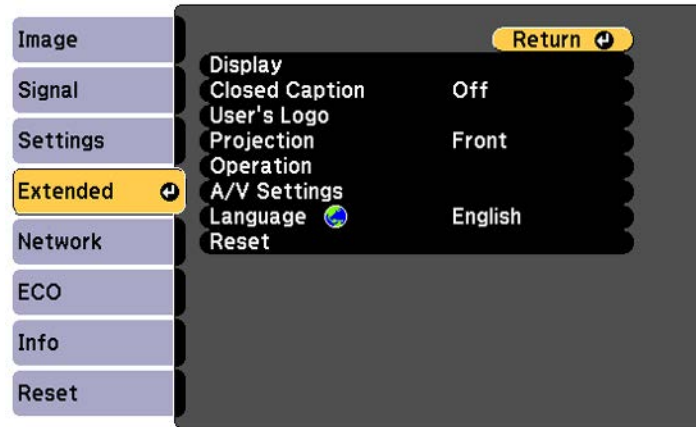 Image
Signal
Settings
Extended
Network
ECO
Info
Reset
Return
Display
Closed Caption Off
User's Logo
Projection Front
Operation
A/V Settings
Language English
Reset